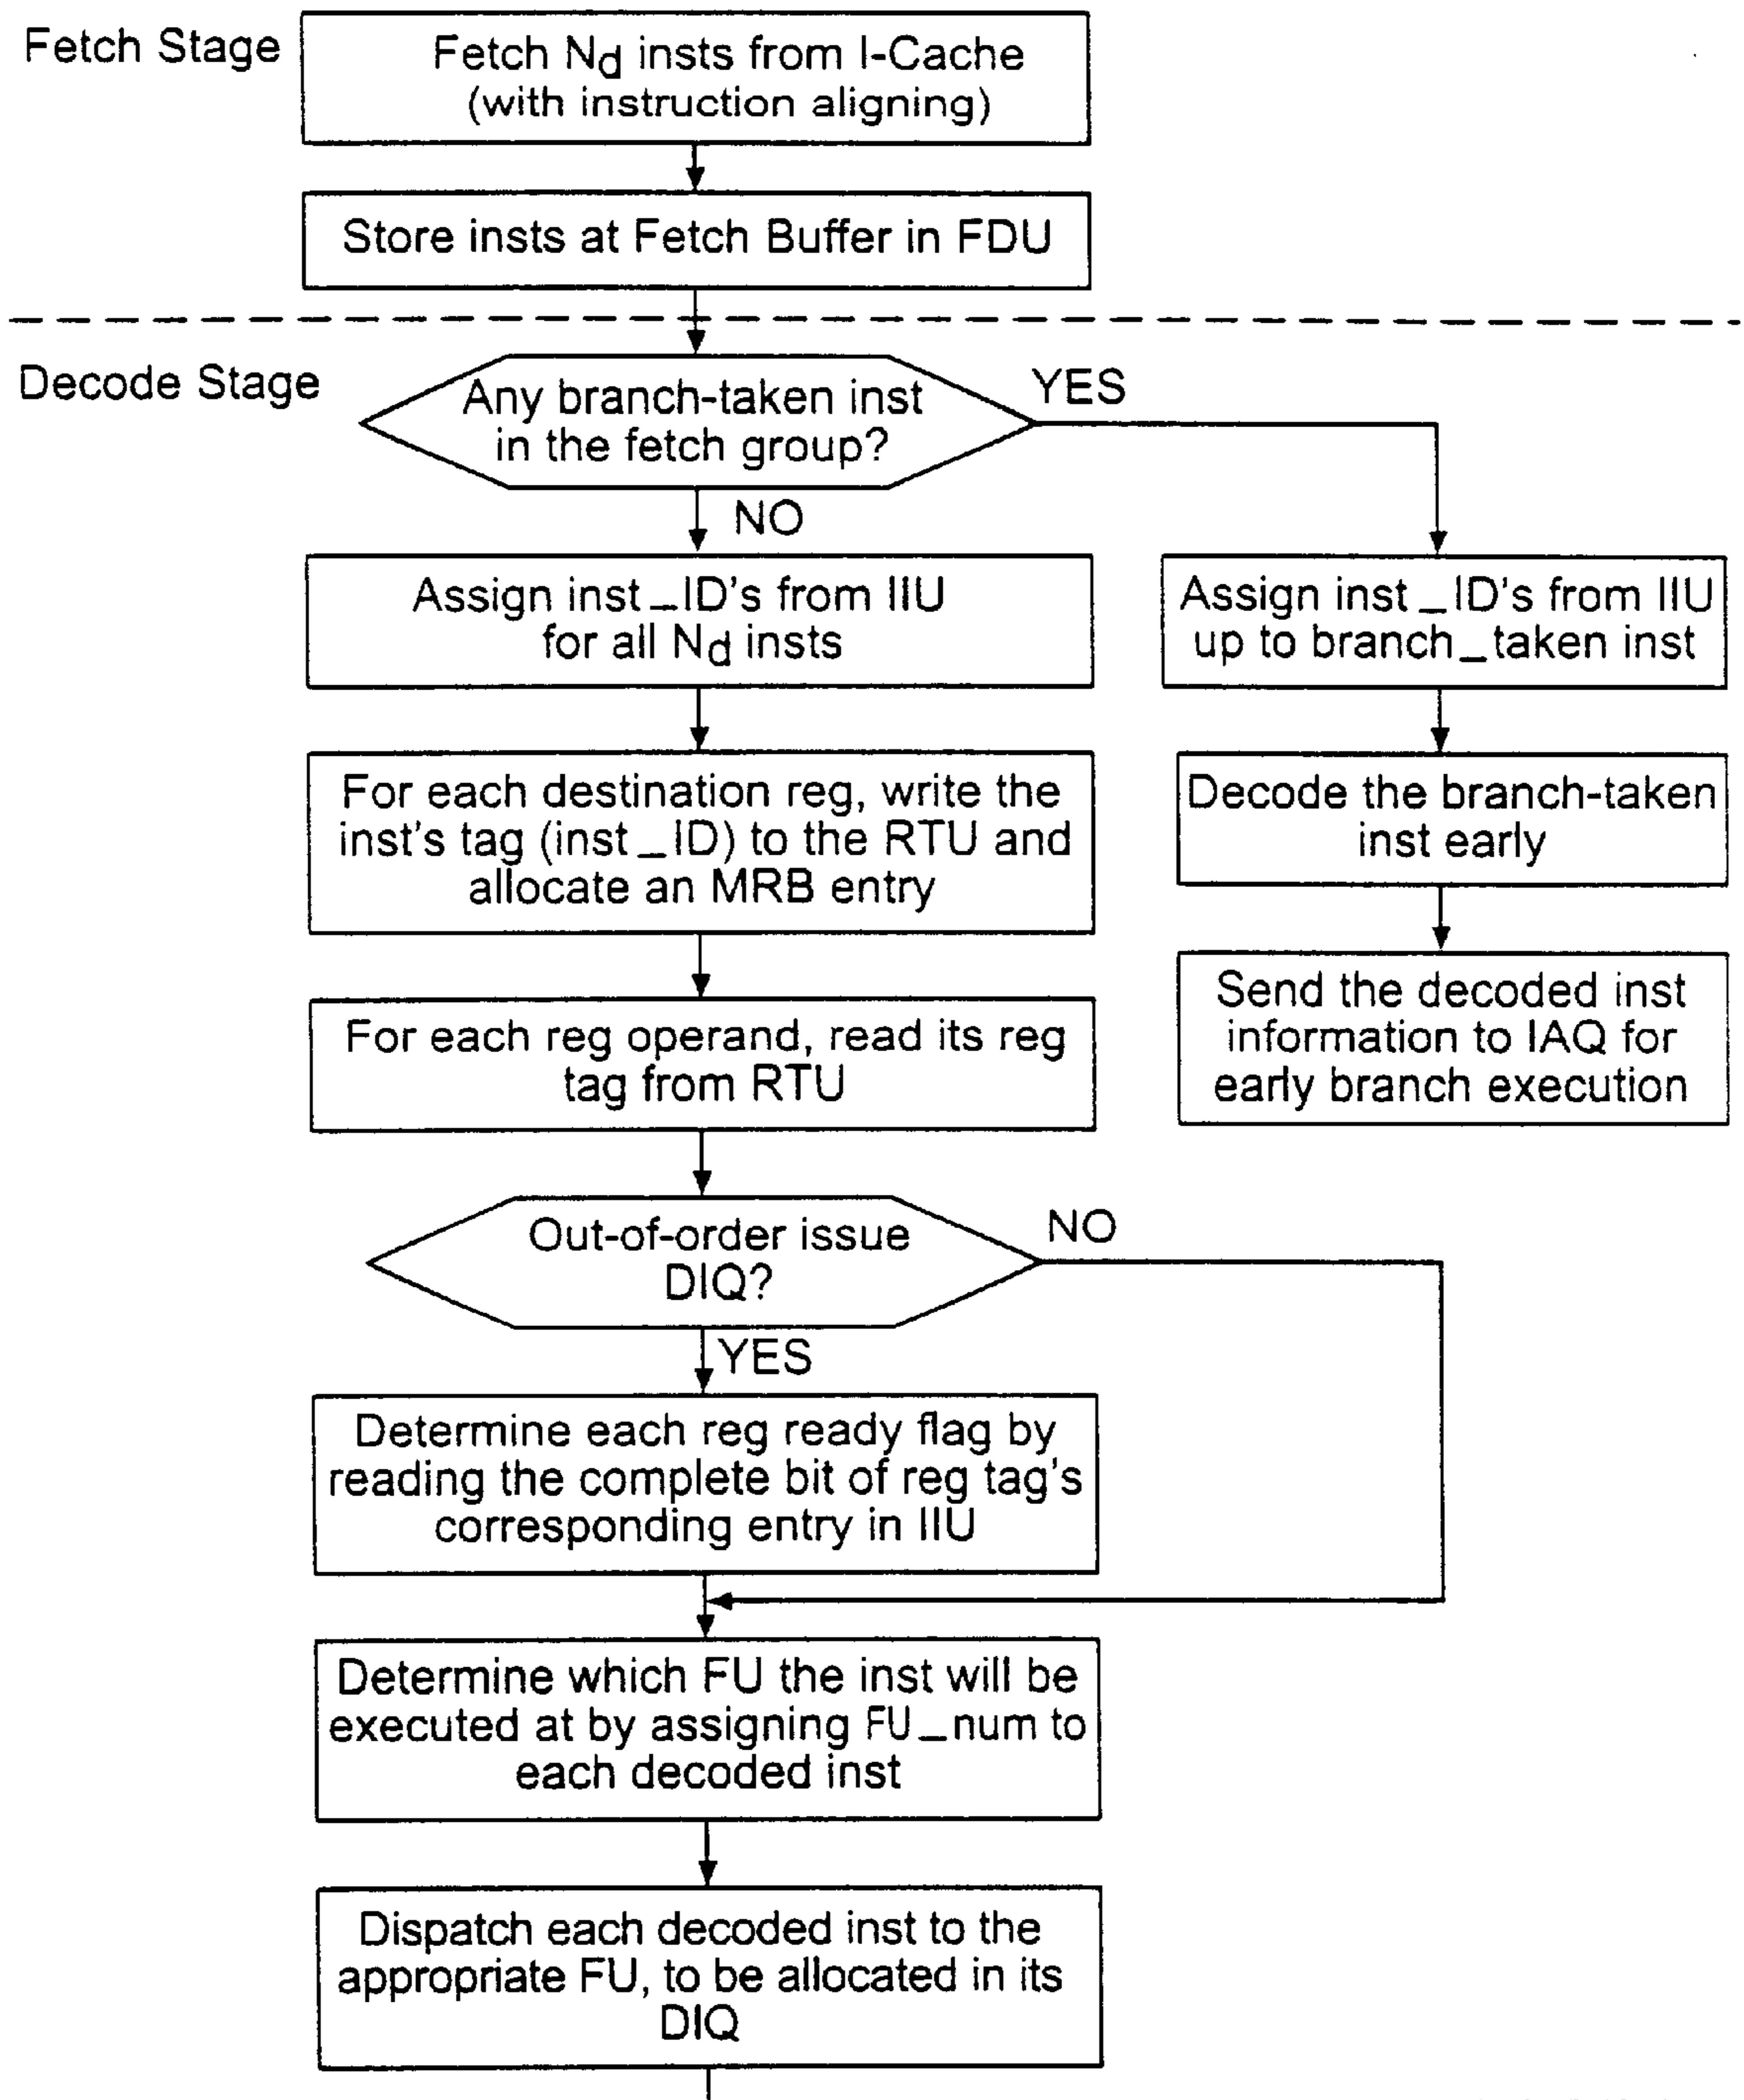 Fetch Stage
Fetch Nd insts from I-Cache
(with instruction aligning)
Store insts at Fetch Buffer in FDU
Decode Stage
Any branch-taken inst
in the fetch group?
YES
NO
Assign inst_ID's from IIU
for all Nd insts
Assign inst_ID's from IIU
up to branch_taken inst
For each destination reg, write the
inst's tag (inst_ID) to the RTU and
allocate an MRB entry
Decode the branch-taken
inst early
Send the decoded inst
information to IAQ for
early branch execution
For each reg operand, read its reg
tag from RTU
Out-of-order issue
DIQ?
NO
YES
Determine each reg ready flag by
reading the complete bit of reg tag's
corresponding entry in IIU
Determine which FU the inst will be
executed at by assigning FU_num to
each decoded inst
Dispatch each decoded inst to the
appropriate FU, to be allocated in its
DIQ